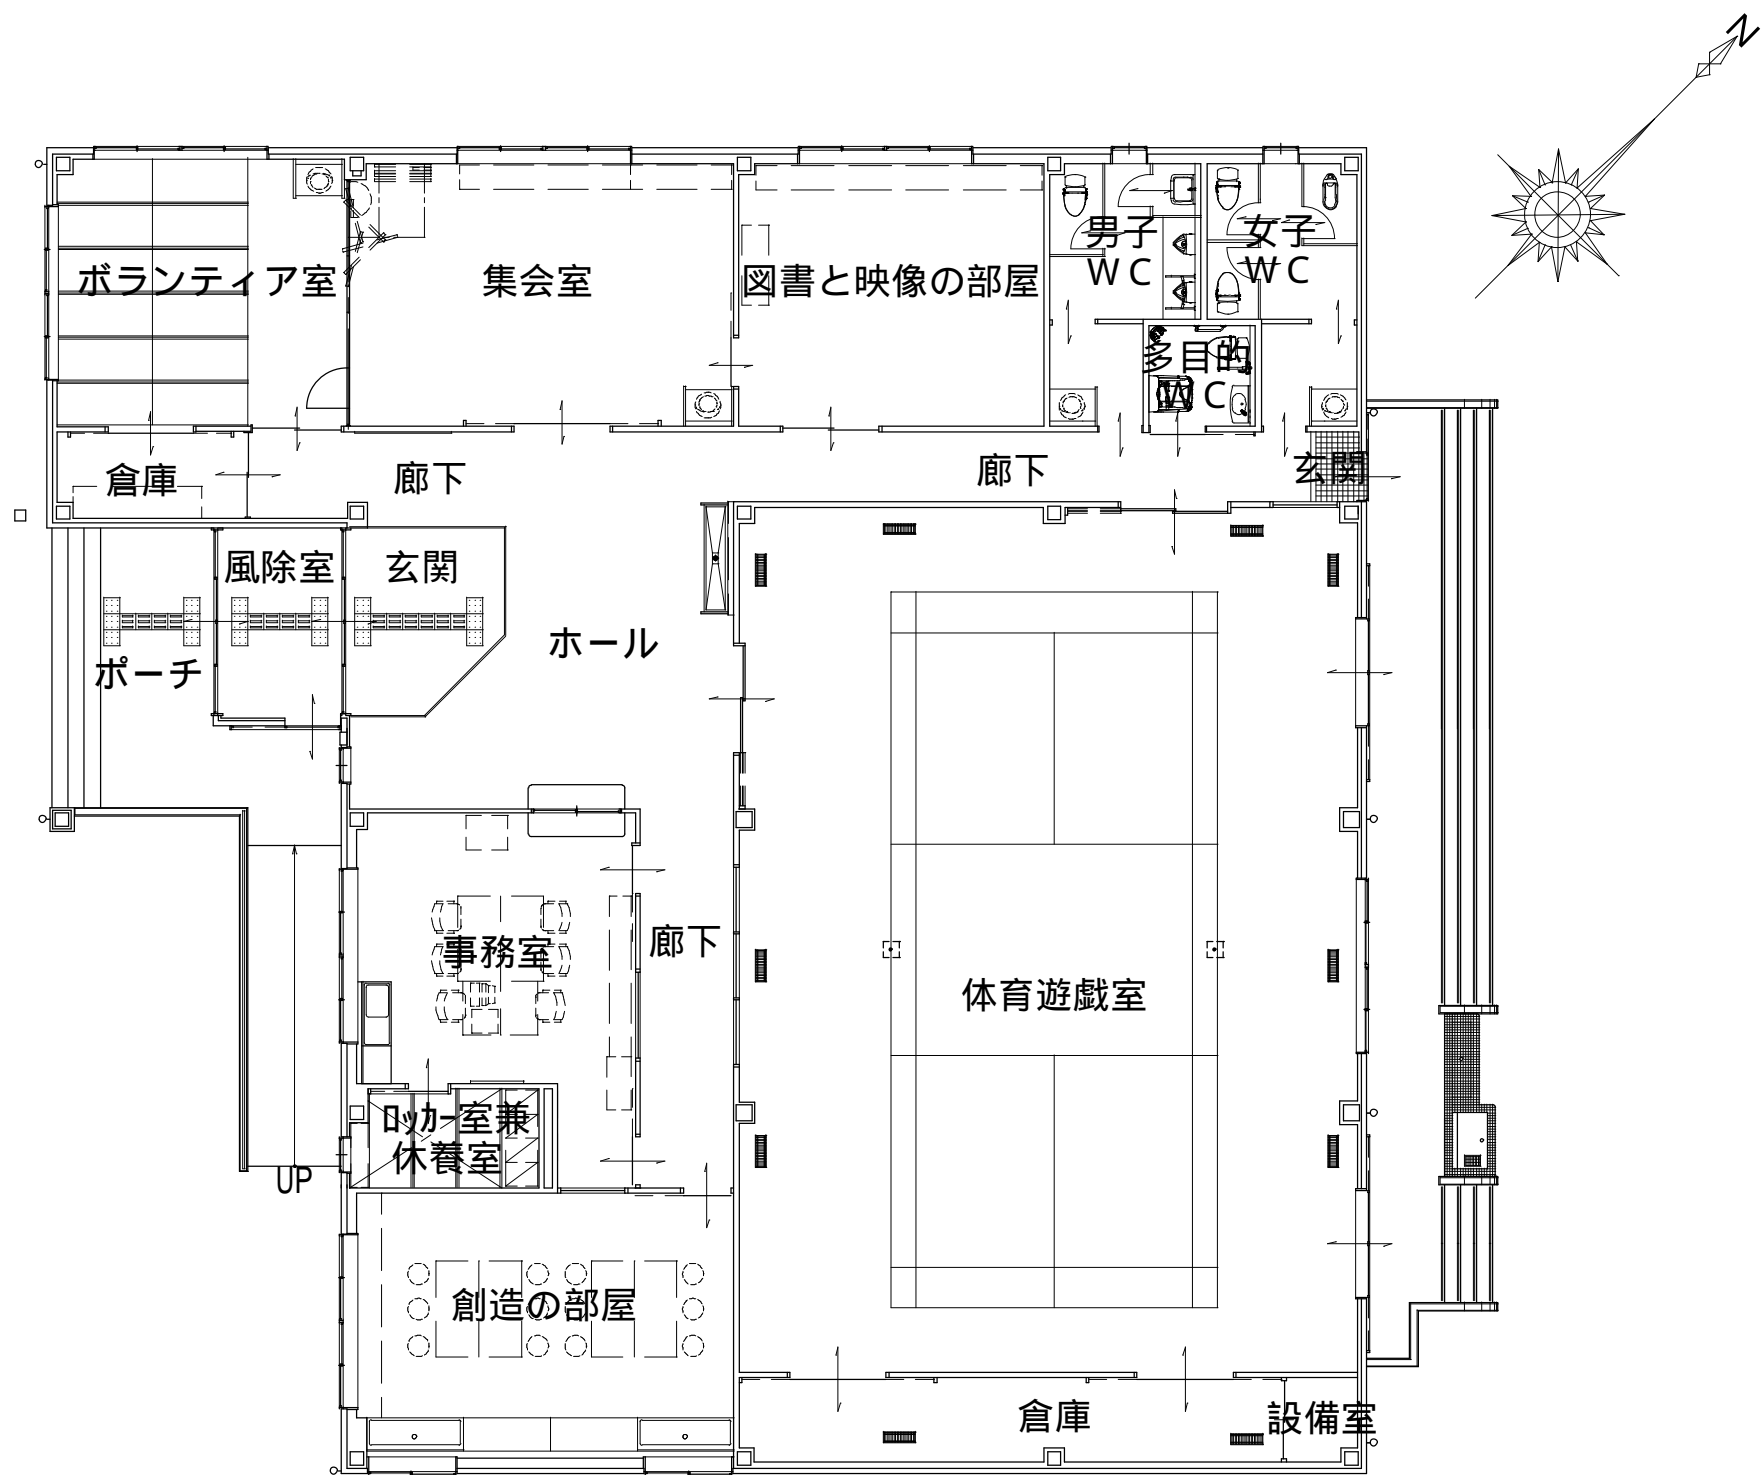 N
ボランティア室
集会室
図書と映像の部屋
男子
ＷＣ
女子
ＷＣ
多目的
ＷＣ
倉庫
廊下
廊下
玄関
風除室
玄関
ホール
ポーチ
事務室
廊下
体育遊戯室
ﾛｯｶｰ室兼
休養室
UP
創造の部屋
倉庫
設備室